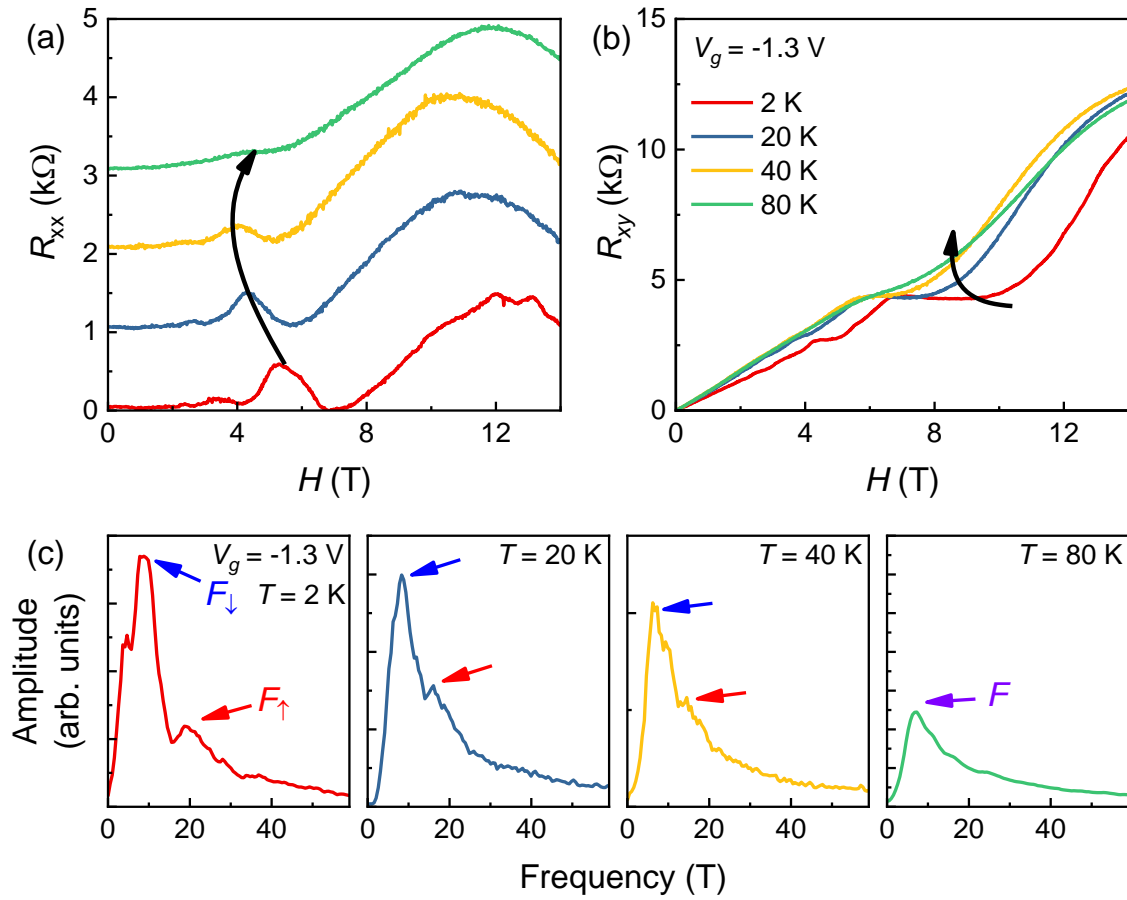 (a)
5
4
3
2
1
0
R_xx (kΩ)
0 4 8 12
H (T)
(b)
15
10
5
0
R_xy (kΩ)
V_g = -1.3 V
2 K
20 K
40 K
80 K
0 4 8 12
H (T)
(c)
Amplitude
(arb. units)
V_g = -1.3 V
T = 2 K
F↓
F↑
0 20 40
T = 20 K
0 20 40
T = 40 K
0 20 40
T = 80 K
F
0 20 40
Frequency (T)